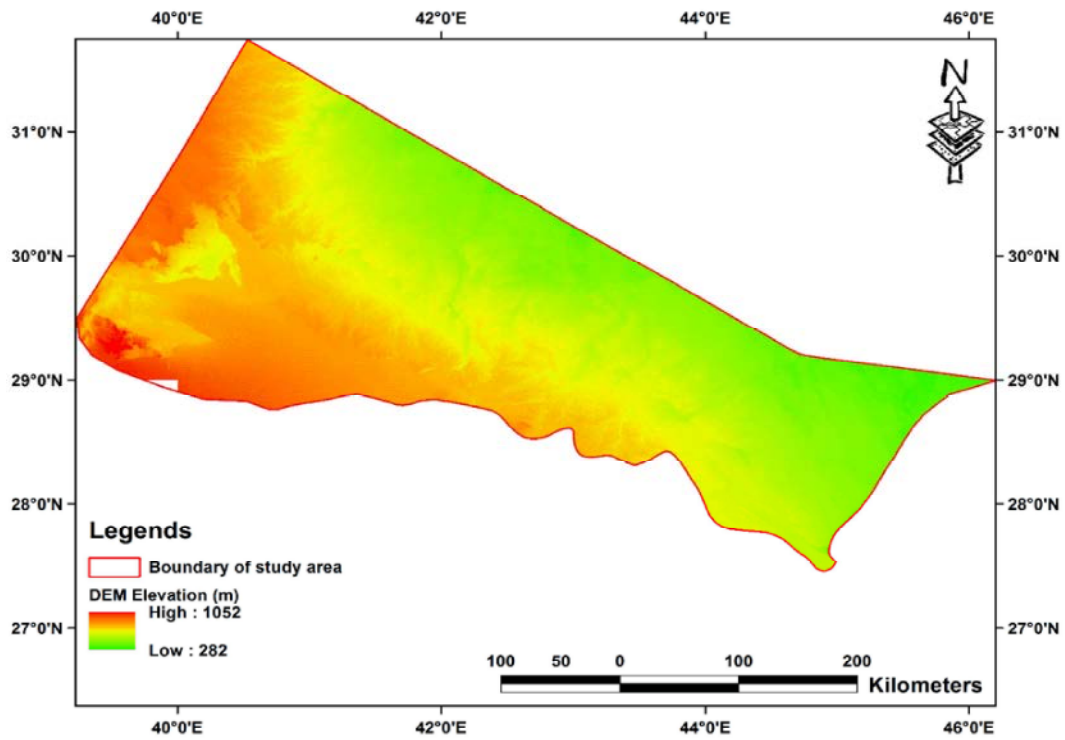 40°0'E 42°0'E 44°0'E 46°0'E
N
31°0'N 31°0'N
30°0'N 30°0'N
29°0'N 29°0'N
28°0'N 28°0'N
Legends
Boundary of study area
DEM Elevation (m)
High : 1052
Low : 282
27°0'N 27°0'N
100 50 0 100 200
Kilometers
40°0'E 42°0'E 44°0'E 46°0'E